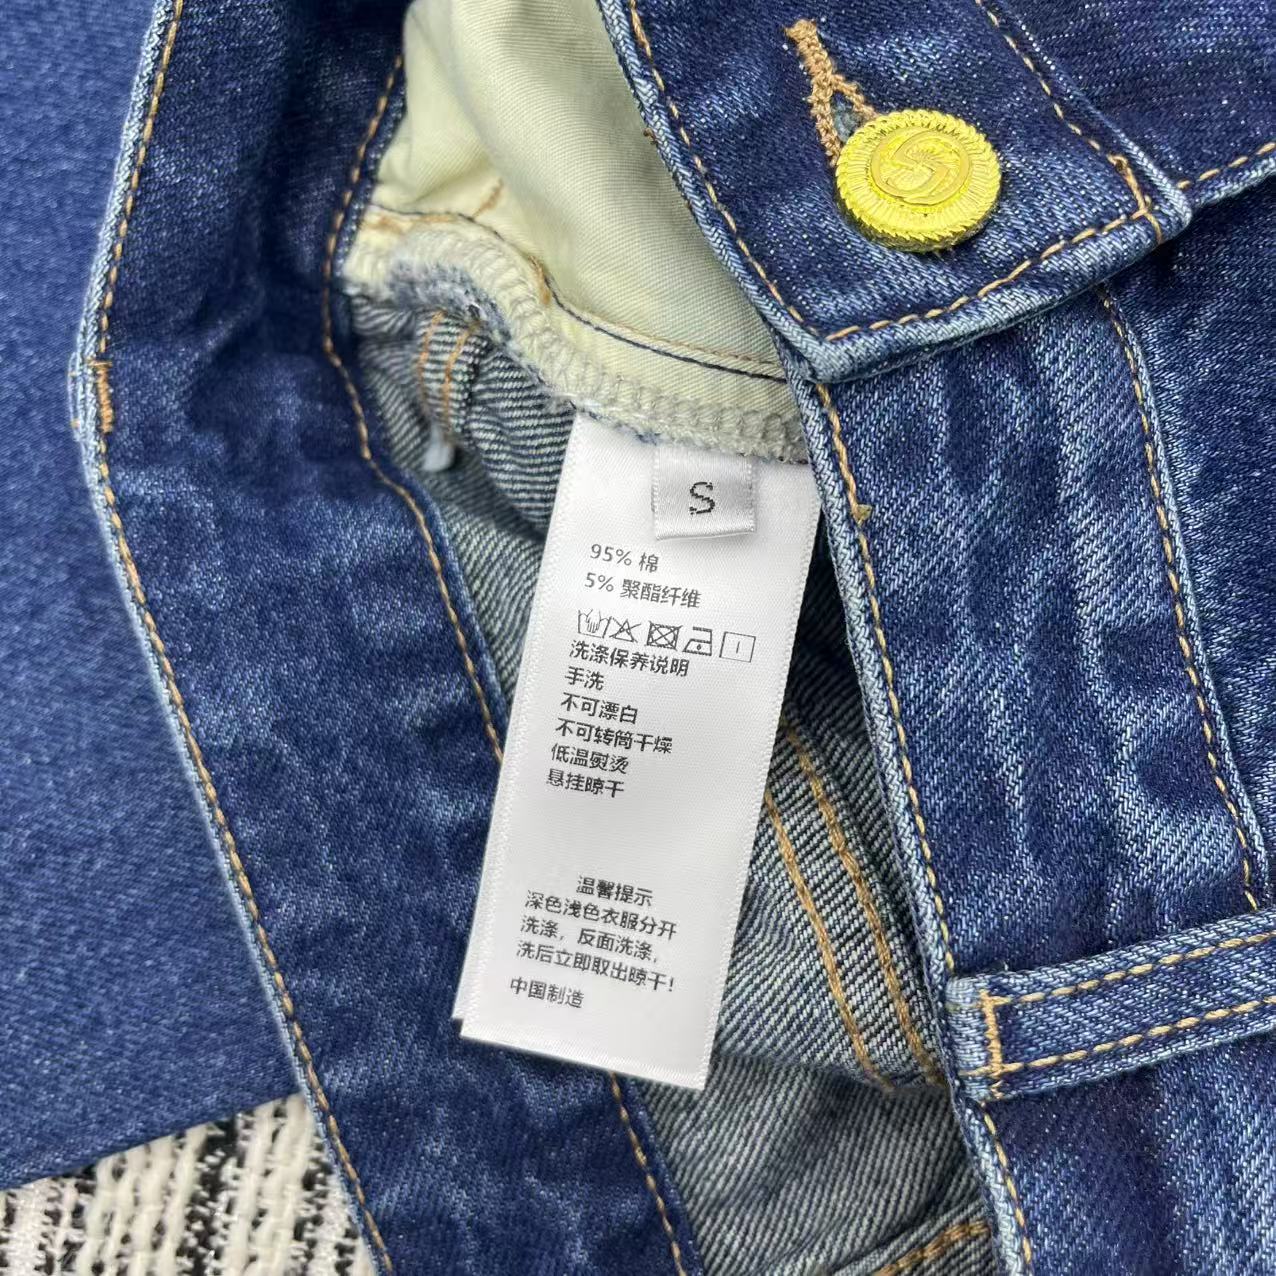 S
95% 棉
5% 聚酯纤维
洗涤保养说明
手洗
不可漂白
不可转筒干燥
低温熨烫
悬挂晾干
温馨提示
深色浅色衣服分开
洗涤，反面洗涤，
洗后立即取出晾干!
中国制造